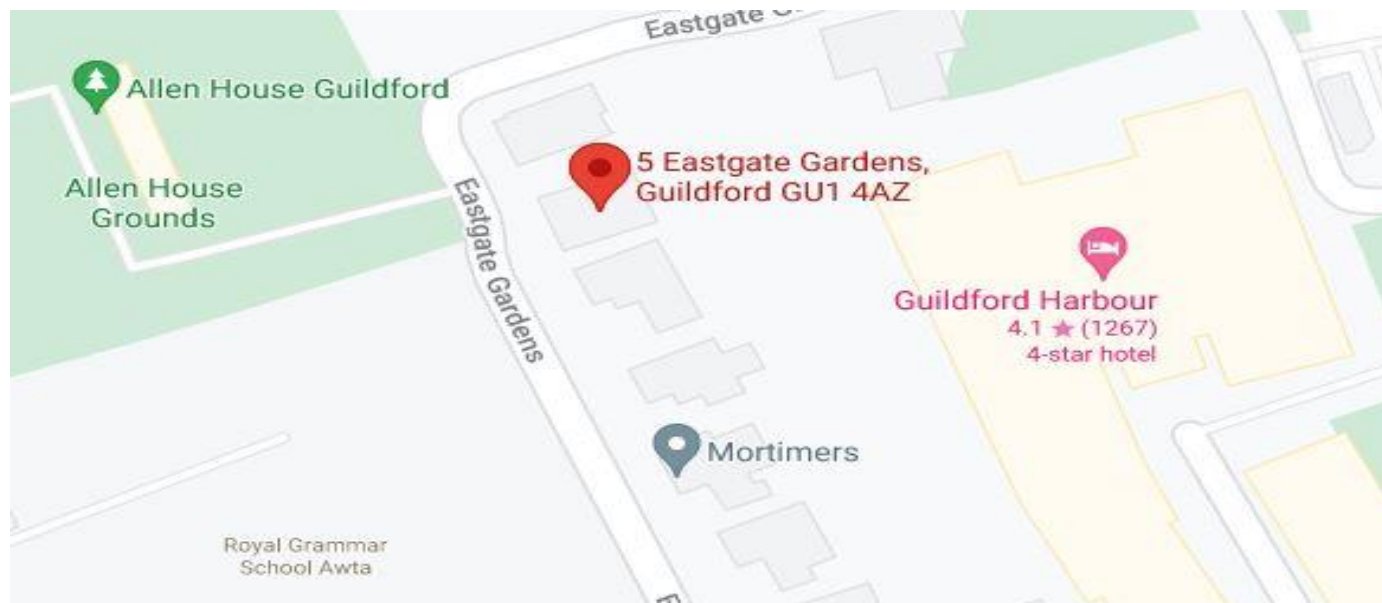 Eastgate G
Allen House Guildford
5 Eastgate Gardens,
Guildford GU1 4AZ
Allen House
Grounds
Eastgate Gardens
Guildford Harbour
4.1 ★ (1267)
4-star hotel
Mortimers
Royal Grammar
School Awta
E